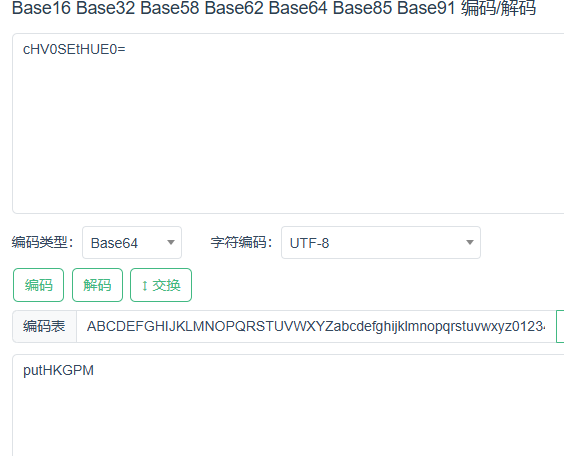 Base16 Base32 Base58 Base62 Base64 Base85 Base91 编码/解码
cHV0SEtHUE0=
编码类型： Base64 字符编码： UTF-8
编码 解码 ↕ 交换
编码表 ABCDEFGHIJKLMNOPQRSTUVWXYZabcdefghijklmnopqrstuvwxyz01234
putHKGPM